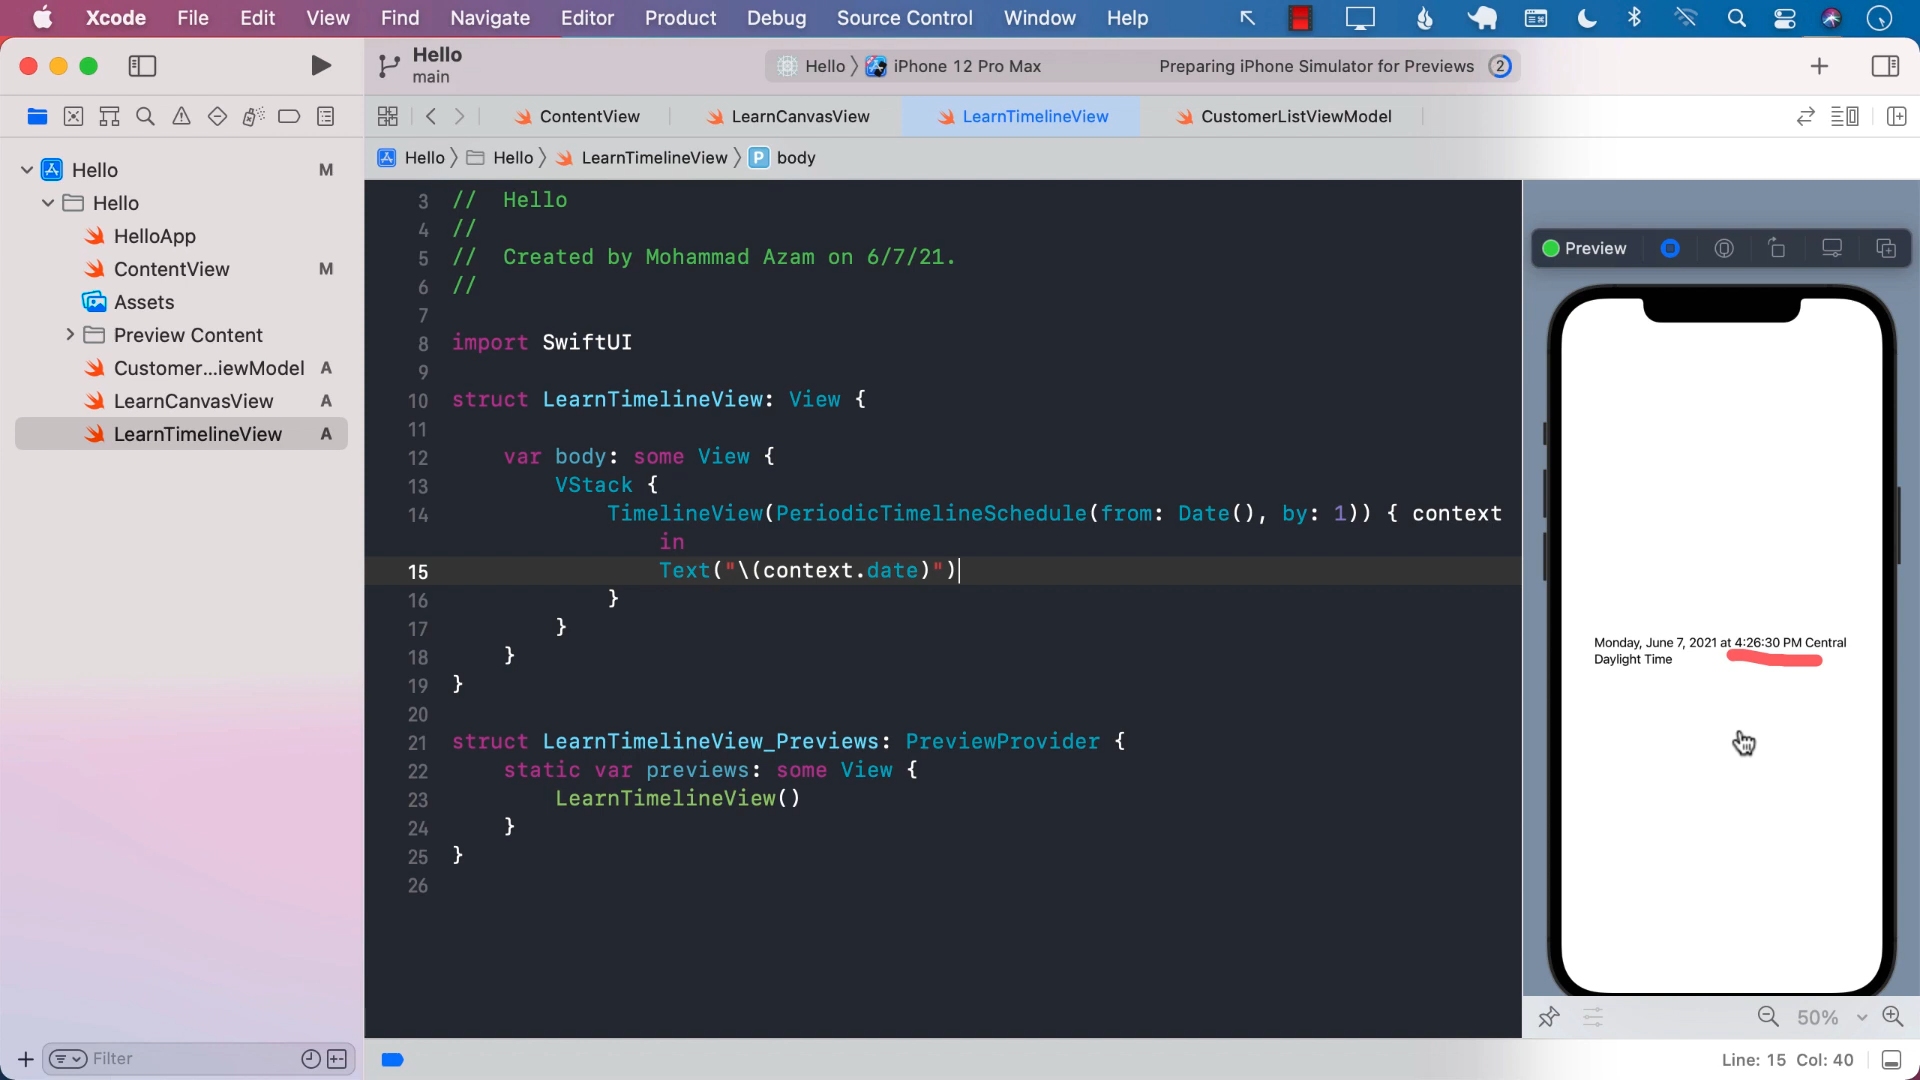 Xcode File Edit View Find Navigate Editor Product Debug Source Control Window Help
Hello
main
Hello iPhone 12 Pro Max Preparing iPhone Simulator for Previews 2
ContentView LearnCanvasView LearnTimelineView CustomerListViewModel
Hello Hello LearnTimelineView P body
Hello M
Hello
HelloApp
ContentView M
Assets
Preview Content
Customer...iewModel A
LearnCanvasView A
LearnTimelineView A
Filter
3 //  Hello
4 //
5 //  Created by Mohammad Azam on 6/7/21.
6 //
7
8 import SwiftUI
9
10 struct LearnTimelineView: View {
11
12     var body: some View {
13         VStack {
14             TimelineView(PeriodicTimelineSchedule(from: Date(), by: 1)) { context
in
15                 Text("\(context.date)")
16             }
17         }
18     }
19 }
20
21 struct LearnTimelineView_Previews: PreviewProvider {
22     static var previews: some View {
23         LearnTimelineView()
24     }
25 }
26
Preview
Monday, June 7, 2021 at 4:26:30 PM Central
Daylight Time
50%
Line: 15 Col: 40